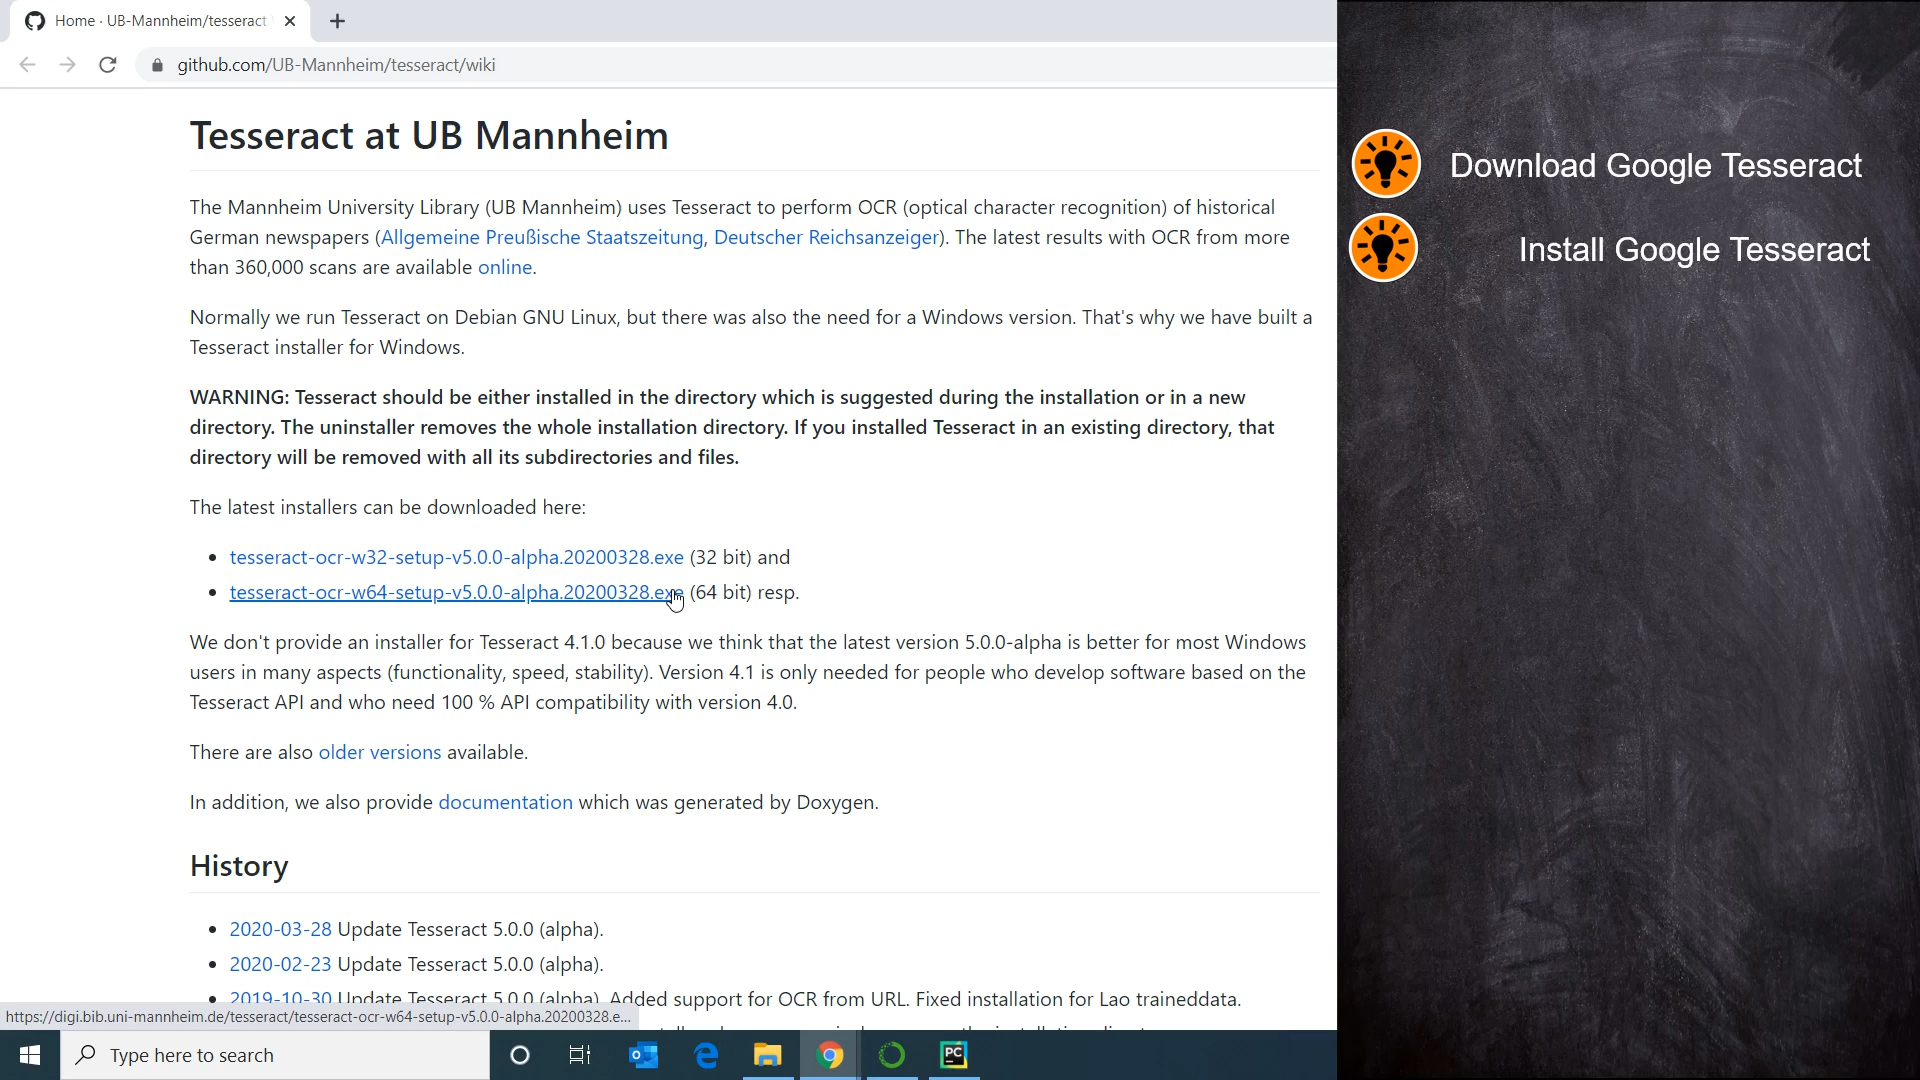 Home · UB-Mannheim/tesseract
github.com/UB-Mannheim/tesseract/wiki
Tesseract at UB Mannheim
The Mannheim University Library (UB Mannheim) uses Tesseract to perform OCR (optical character recognition) of historical
German newspapers (Allgemeine Preußische Staatszeitung, Deutscher Reichsanzeiger). The latest results with OCR from more
than 360,000 scans are available online.
Normally we run Tesseract on Debian GNU Linux, but there was also the need for a Windows version. That's why we have built a
Tesseract installer for Windows.
WARNING: Tesseract should be either installed in the directory which is suggested during the installation or in a new
directory. The uninstaller removes the whole installation directory. If you installed Tesseract in an existing directory, that
directory will be removed with all its subdirectories and files.
The latest installers can be downloaded here:
• tesseract-ocr-w32-setup-v5.0.0-alpha.20200328.exe (32 bit) and
• tesseract-ocr-w64-setup-v5.0.0-alpha.20200328.exe (64 bit) resp.
We don't provide an installer for Tesseract 4.1.0 because we think that the latest version 5.0.0-alpha is better for most Windows
users in many aspects (functionality, speed, stability). Version 4.1 is only needed for people who develop software based on the
Tesseract API and who need 100 % API compatibility with version 4.0.
There are also older versions available.
In addition, we also provide documentation which was generated by Doxygen.
History
• 2020-03-28 Update Tesseract 5.0.0 (alpha).
• 2020-02-23 Update Tesseract 5.0.0 (alpha).
• 2019-10-30 Update Tesseract 5.0.0 (alpha). Added support for OCR from URL. Fixed installation for Lao traineddata.
https://digi.bib.uni-mannheim.de/tesseract/tesseract-ocr-w64-setup-v5.0.0-alpha.20200328.e...
Type here to search
PC
Download Google Tesseract
Install Google Tesseract